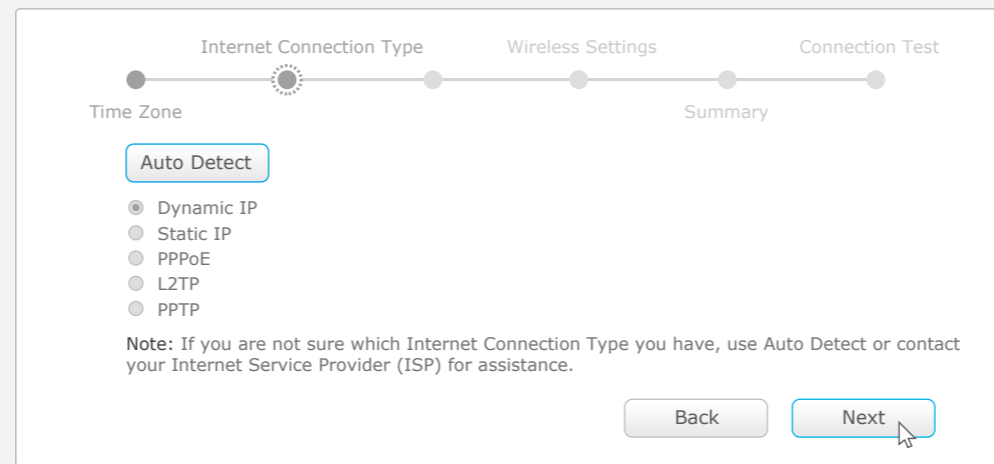 Internet Connection Type Wireless Settings Connection Test
Time Zone Summary
Auto Detect
Dynamic IP
Static IP
PPPoE
L2TP
PPTP
Note: If you are not sure which Internet Connection Type you have, use Auto Detect or contact
your Internet Service Provider (ISP) for assistance.
Back Next